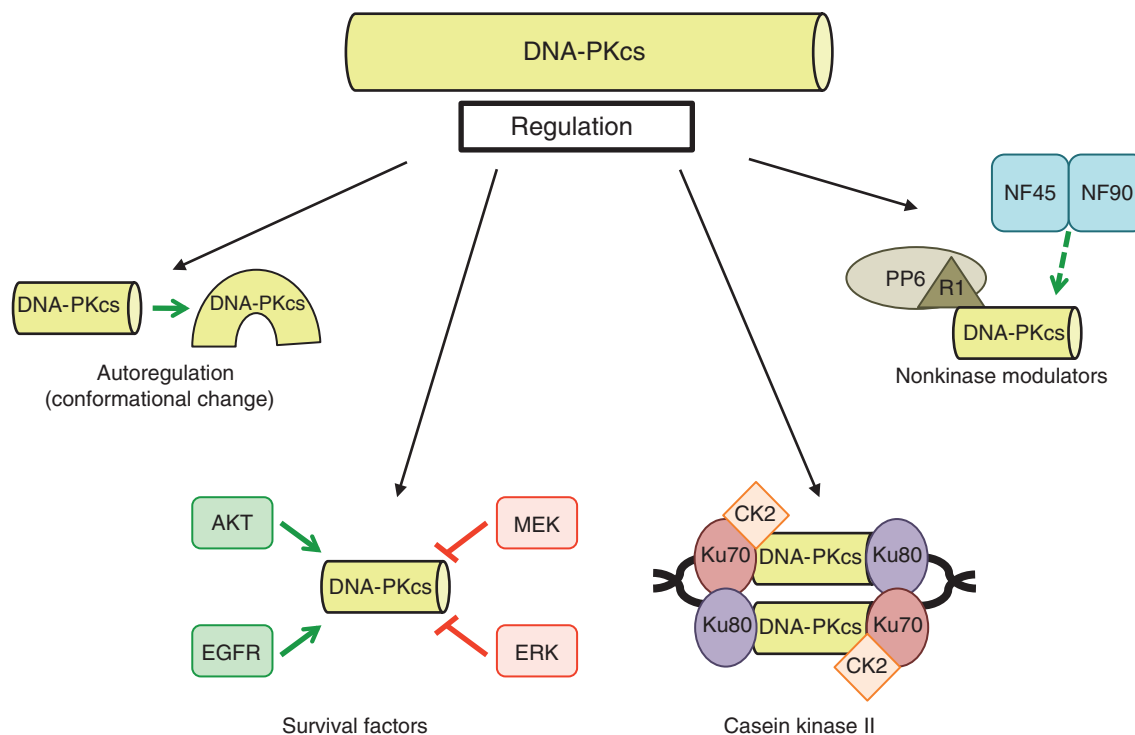 DNA-PKcs
Regulation
NF45
NF90
PP6
R1
DNA-PKcs
Nonkinase modulators
DNA-PKcs
DNA-PKcs
Autoregulation
(conformational change)
AKT
MEK
DNA-PKcs
EGFR
ERK
Survival factors
CK2
Ku70
DNA-PKcs
Ku80
Ku80
DNA-PKcs
Ku70
CK2
Casein kinase II